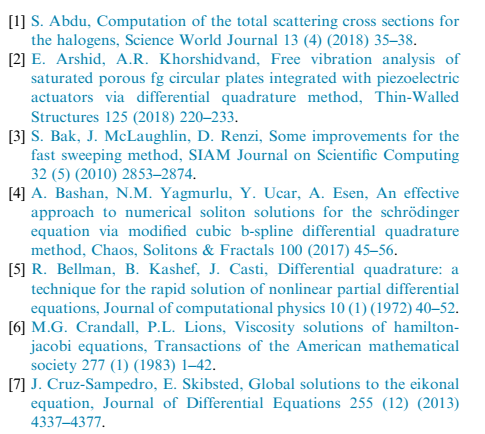 [1] S. Abdu, Computation of the total scattering cross sections for
the halogens, Science World Journal 13 (4) (2018) 35–38.
[2] E. Arshid, A.R. Khorshidvand, Free vibration analysis of
saturated porous fg circular plates integrated with piezoelectric
actuators via differential quadrature method, Thin-Walled
Structures 125 (2018) 220–233.
[3] S. Bak, J. McLaughlin, D. Renzi, Some improvements for the
fast sweeping method, SIAM Journal on Scientific Computing
32 (5) (2010) 2853–2874.
[4] A. Bashan, N.M. Yagmurlu, Y. Ucar, A. Esen, An effective
approach to numerical soliton solutions for the schrödinger
equation via modified cubic b-spline differential quadrature
method, Chaos, Solitons & Fractals 100 (2017) 45–56.
[5] R. Bellman, B. Kashef, J. Casti, Differential quadrature: a
technique for the rapid solution of nonlinear partial differential
equations, Journal of computational physics 10 (1) (1972) 40–52.
[6] M.G. Crandall, P.L. Lions, Viscosity solutions of hamilton-
jacobi equations, Transactions of the American mathematical
society 277 (1) (1983) 1–42.
[7] J. Cruz-Sampedro, E. Skibsted, Global solutions to the eikonal
equation, Journal of Differential Equations 255 (12) (2013)
4337–4377.